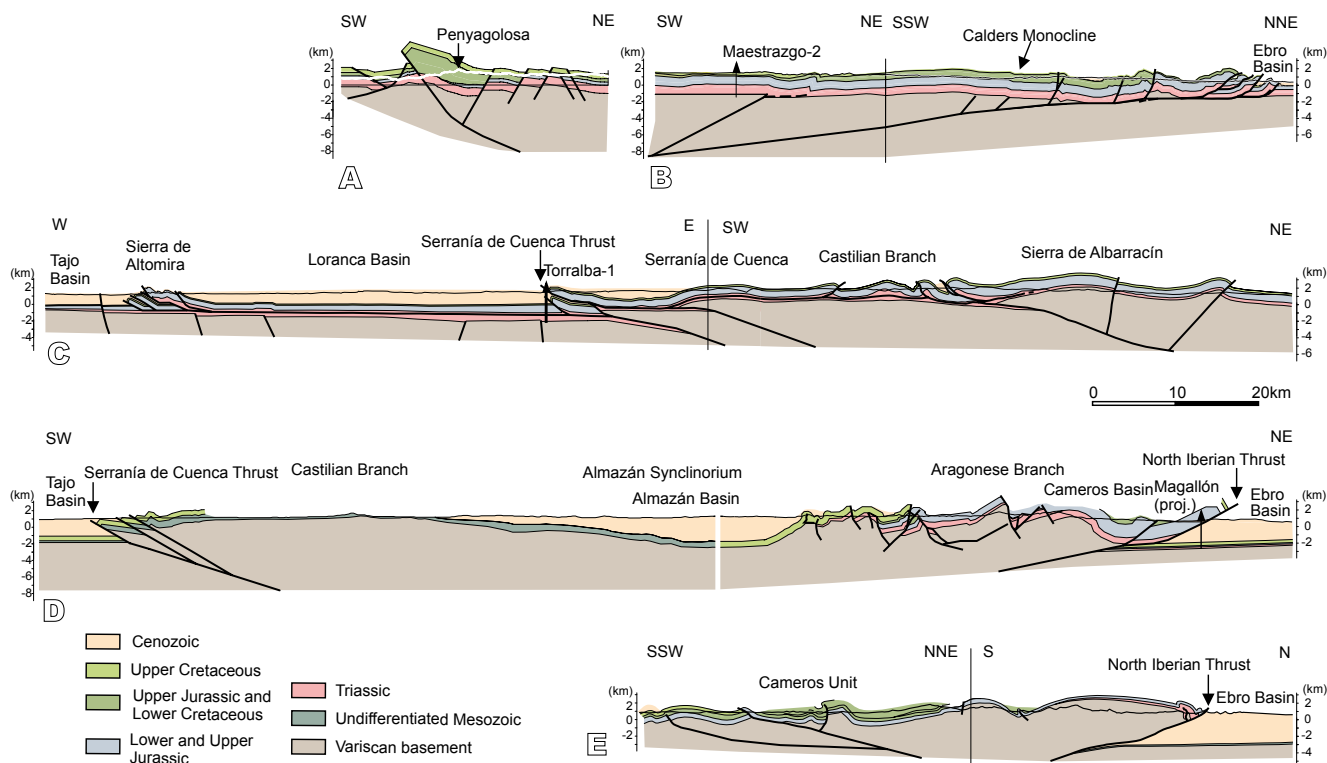 SW
NE
(km)
Penyagolosa
2
0
-2
-4
-6
-8
A
SW
NE
SSW
NNE
(km)
Maestrazgo-2
Calders Monocline
Ebro
Basin
(km)
2
0
-2
-4
-6
-8
2
0
-2
-4
-6
B
W
E
SW
NE
Tajo
Basin
Sierra de
Altomira
Loranca Basin
Serranía de Cuenca Thrust
Torralba-1
Serranía de Cuenca
Castilian Branch
Sierra de Albarracín
(km)
2
0
-2
-4
(km)
2
0
-2
-4
-6
C
0 10 20km
SW
NE
Tajo
Basin
Serranía de Cuenca Thrust
Castilian Branch
Almazán Synclinorium
Almazán Basin
Aragonese Branch
Cameros Basin
Magallón
(proj.)
North Iberian Thrust
Ebro
Basin
(km)
2
0
-2
-4
-6
-8
(km)
2
0
-2
D
Cenozoic
Upper Cretaceous
Upper Jurassic and
Lower Cretaceous
Lower and Upper
Jurassic
Triassic
Undifferentiated Mesozoic
Variscan basement
SSW
NNE
S
N
Cameros Unit
North Iberian Thrust
Ebro Basin
(km)
2
0
-2
(km)
2
0
-2
-4
E